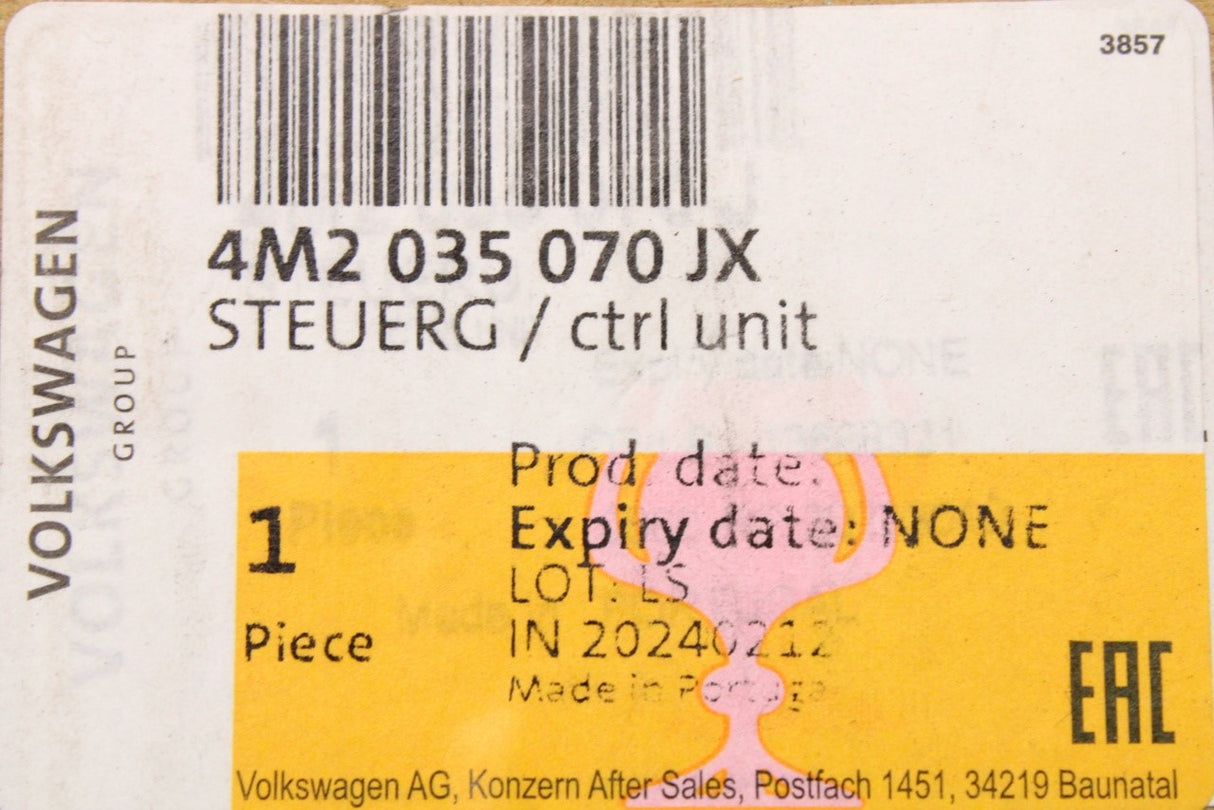 3857
4M2 035 070 JX
STEUERG / ctrl unit
VOLKSWAGEN
GROUP
Prod. date:
1
Expiry date: NONE
LOT: LS
Piece
IN 20240212
Made in Portugal
EAC
Volkswagen AG, Konzern After Sales, Postfach 1451, 34219 Baunatal